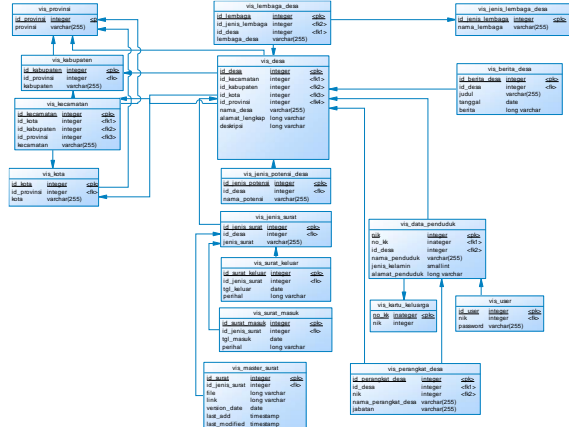 vis_provinsi
id_provinsi integer <p
provinsi varchar(255)
vis_lembaga_desa
id_lembaga integer <pk>
id_jenis_lembaga integer <fk2>
id_desa integer <fk1>
lembaga_desa varchar(255)
vis_jenis_lembaga_desa
id_jenis_lembaga integer <pk>
nama_lembaga varchar(255)
vis_kabupaten
id_kabupaten integer <pk>
id_provinsi integer <fk>
kabupaten varchar(255)
vis_desa
id_desa integer <pk>
id_kecamatan integer <fk1>
id_kabupaten integer <fk2>
id_kota integer <fk3>
id_provinsi integer <fk4>
nama_desa varchar(255)
alamat_lengkap long varchar
deskripsi long varchar
vis_berita_desa
id_berita_desa integer <pk>
id_desa integer <fk>
judul varchar(255)
tanggal date
berita long varchar
vis_kecamatan
id_kecamatan integer <pk>
id_kota integer <fk1>
id_kabupaten integer <fk2>
id_provinsi integer <fk3>
kecamatan varchar(255)
vis_kota
id_kota integer <pk>
id_provinsi integer <fk>
kota varchar(255)
vis_jenis_potensi_desa
id_jenis_potensi integer <pk>
id_desa integer <fk>
nama_potensi varchar(255)
vis_jenis_surat
id_jenis_surat integer <pk>
id_desa integer <fk>
jenis_surat varchar(255)
vis_data_penduduk
nik integer <pk>
no_kk inateger <fk1>
id_desa integer <fk2>
nama_penduduk varchar(255)
jenis_kelamin smallint
alamat_penduduk long varchar
vis_surat_keluar
id_surat_keluar integer <pk>
id_jenis_surat integer <fk>
tgl_keluar date
perihal long varchar
vis_kartu_keluarga
no_kk inateger <pk>
nik integer
vis_user
id_user integer <pk>
nik integer <fk>
password varchar(255)
vis_surat_masuk
id_surat_masuk integer <pk>
id_jenis_surat integer <fk>
tgl_masuk date
perihal long varchar
vis_master_surat
id_surat integer <pk>
id_jenis_surat integer <fk>
file long varchar
link long varchar
version_date date
last_add timestamp
last_modified timestamp
vis_perangkat_desa
id_perangkat_desa integer <pk>
id_desa integer <fk1>
nik integer <fk2>
nama_perangkat_desa varchar(255)
jabatan varchar(255)